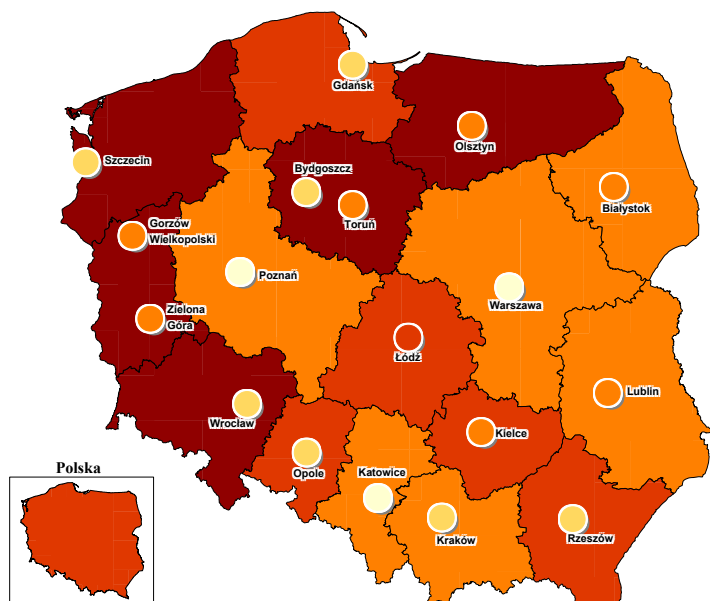 Gdańsk
Olsztyn
Szczecin
Bydgoszcz
Białystok
Toruń
Gorzów
Wielkopolski
Poznań
Warszawa
Zielona
Góra
Łódź
Lublin
Wrocław
Kielce
Opole
Katowice
Polska
Kraków
Rzeszów